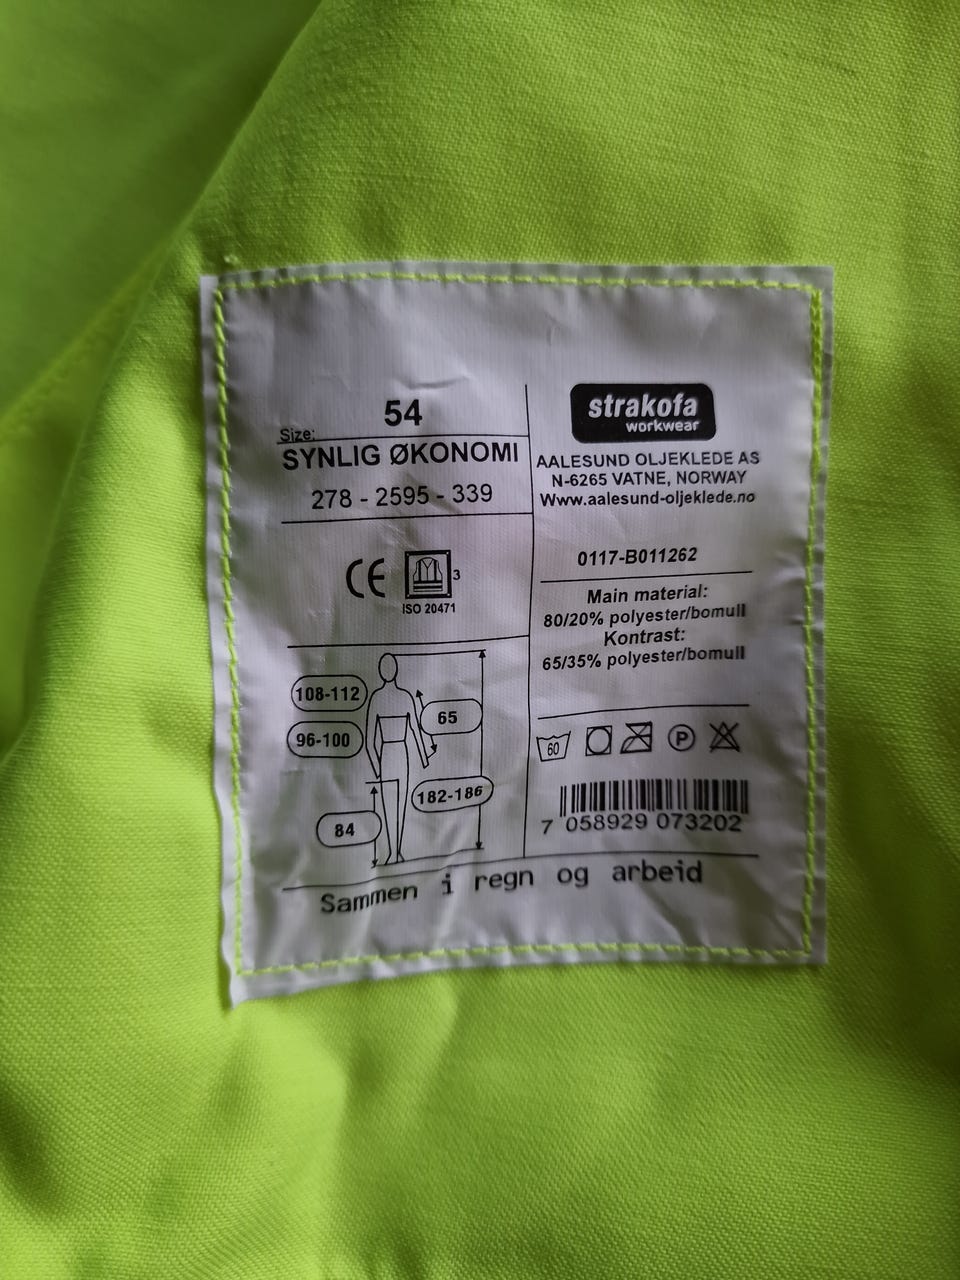 Size: 54
SYNLIG ØKONOMI
278 - 2595 - 339
CE
3
ISO 20471
108-112
96-100
65
182-186
84
strakofa
workwear
AALESUND OLJEKLEDE AS
N-6265 VATNE, NORWAY
Www.aalesund-oljeklede.no
0117-B011262
Main material:
80/20% polyester/bomull
Kontrast:
65/35% polyester/bomull
60
P
7 058929 073202
Sammen i regn og arbeid